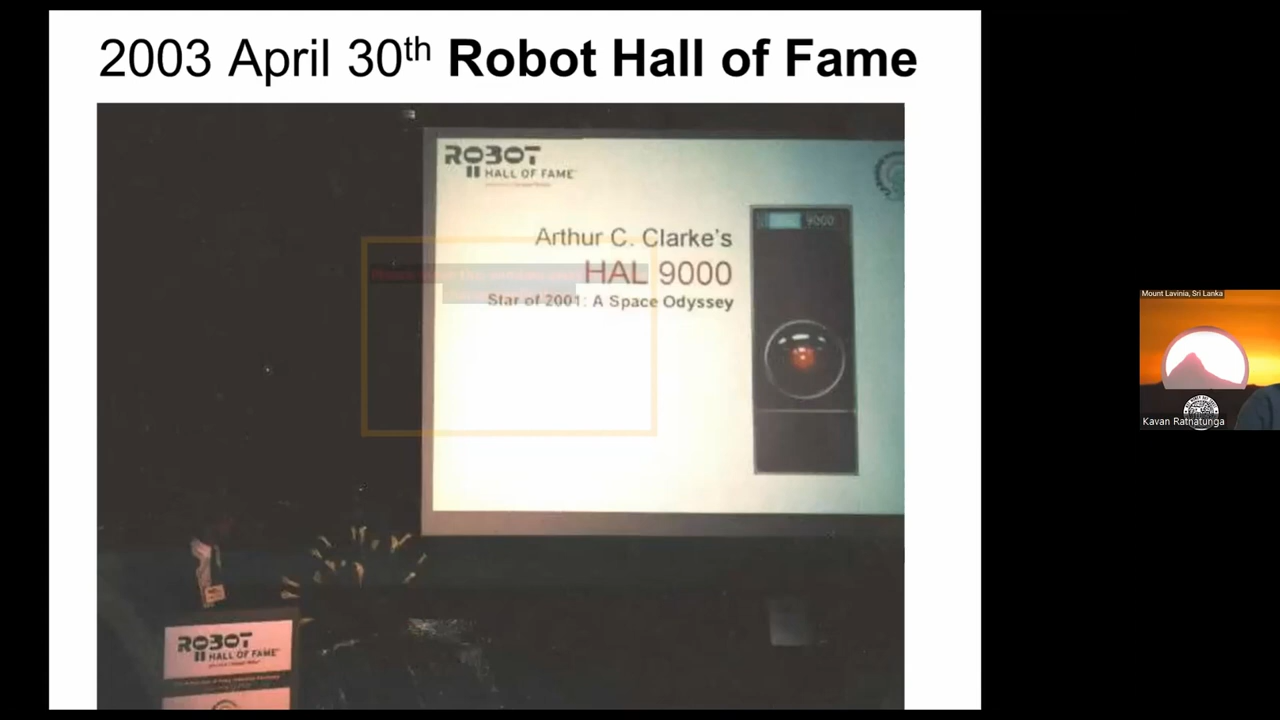 2003 April 30th Robot Hall of Fame
ROBOT
HALL OF FAME
Arthur C. Clarke's
HAL 9000
Star of 2001: A Space Odyssey
9000
ROBOT
HALL OF FAME
Mount Lavinia, Sri Lanka
Kavan Ratnatunga